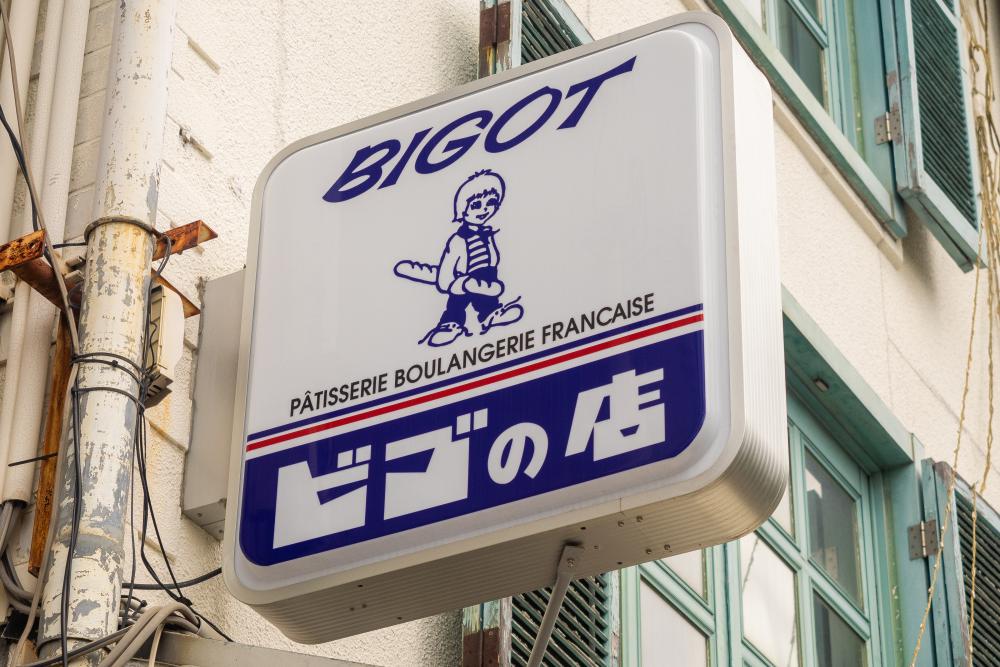 BIGOT
PÂTISSERIE BOULANGERIE FRANCAISE
ビゴの店